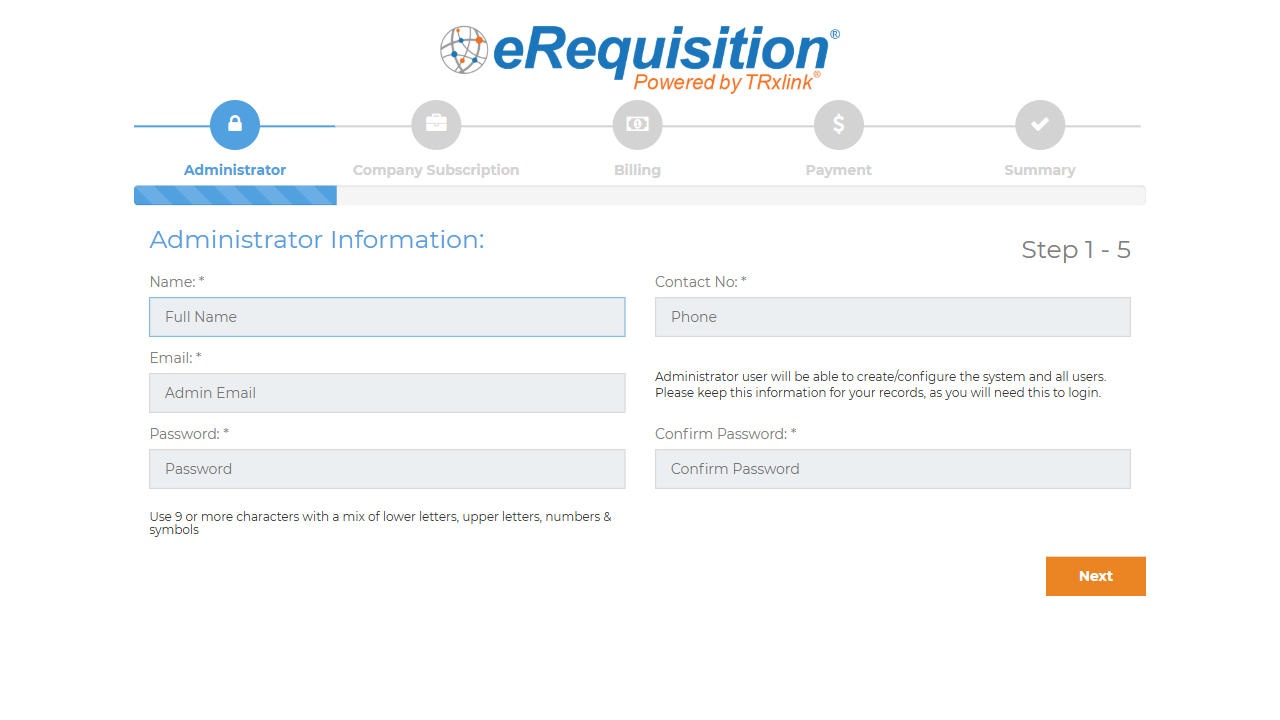 eRequisition®
Powered by TRxlink®
Administrator
Company Subscription
Billing
Payment
Summary
Administrator Information:
Step 1 - 5
Name: *
Contact No: *
Full Name
Phone
Email: *
Admin Email
Administrator user will be able to create/configure the system and all users.
Please keep this information for your records, as you will need this to login.
Password: *
Confirm Password: *
Password
Confirm Password
Use 9 or more characters with a mix of lower letters, upper letters, numbers &
symbols
Next